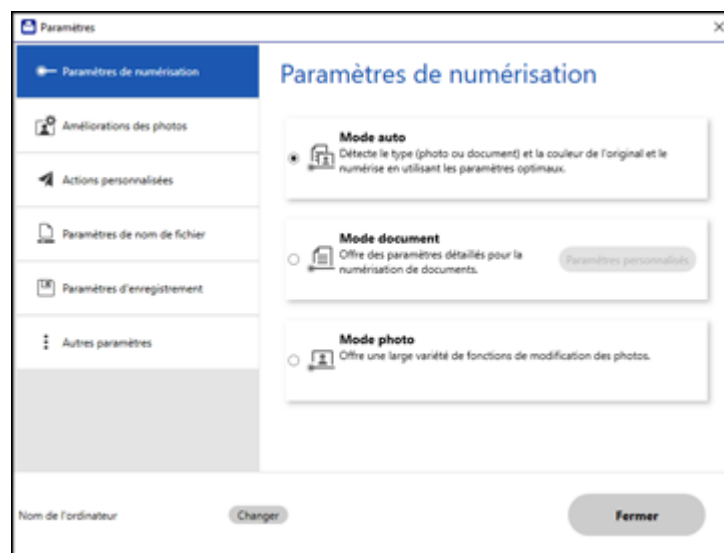 Paramètres
Paramètres de numérisation
Améliorations des photos
Actions personnalisées
Paramètres de nom de fichier
Paramètres d'enregistrement
Autres paramètres
Paramètres de numérisation
Mode auto
Détecte le type (photo ou document) et la couleur de l'original et le
numérise en utilisant les paramètres optimaux.
Mode document
Offre des paramètres détaillés pour la
numérisation de documents.
Paramètres personnalisés
Mode photo
Offre une large variété de fonctions de modification des photos.
Nom de l'ordinateur
Changer
Fermer